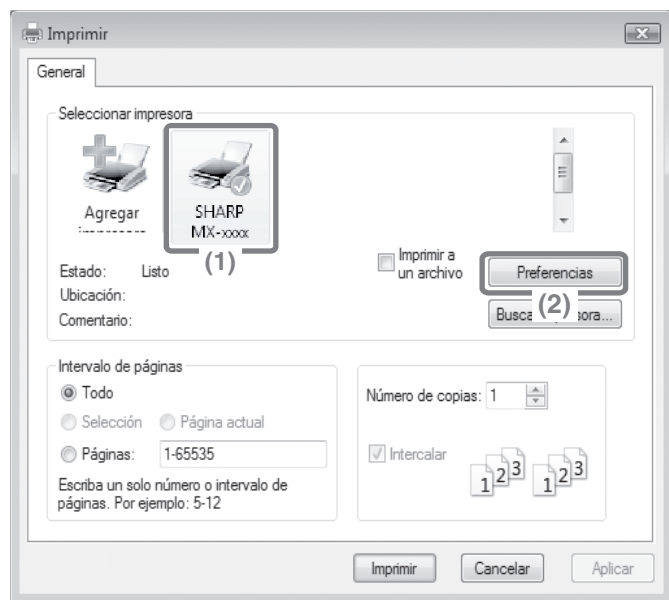 Imprimir
General
Seleccionar impresora
Agregar
SHARP
MX-xxxx
(1)
Estado: Listo
Ubicación:
Comentario:
Imprimir a
un archivo
Preferencias
(2)
Busca sora...
Intervalo de páginas
Todo
Selección Página actual
Páginas: 1-65535
Escriba un solo número o intervalo de
páginas. Por ejemplo: 5-12
Número de copias: 1
Intercalar
1 2 3 1 2 3
Imprimir Cancelar Aplicar